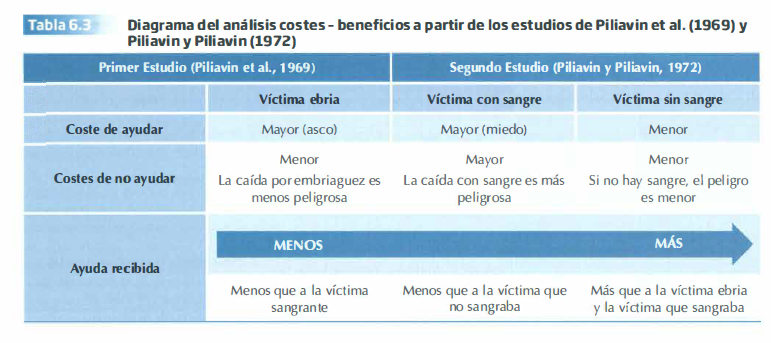 Tabla 6.3
Diagrama del análisis costes – beneficios a partir de los estudios de Piliavin et al. (1969) y
Piliavin y Piliavin (1972)
Primer Estudio (Piliavin et al., 1969)
Segundo Estudio (Piliavin y Piliavin, 1972)
Víctima ebria
Víctima con sangre
Víctima sin sangre
Coste de ayudar
Mayor (asco)
Mayor (miedo)
Menor
Costes de no ayudar
Menor
La caída por embriaguez es
menos peligrosa
Mayor
La caída con sangre es más
peligrosa
Menor
Si no hay sangre, el peligro
es menor
Ayuda recibida
MENOS
MÁS
Menos que a la víctima
sangrante
Menos que a la víctima que
no sangraba
Más que a la víctima ebria
y la víctima que sangraba